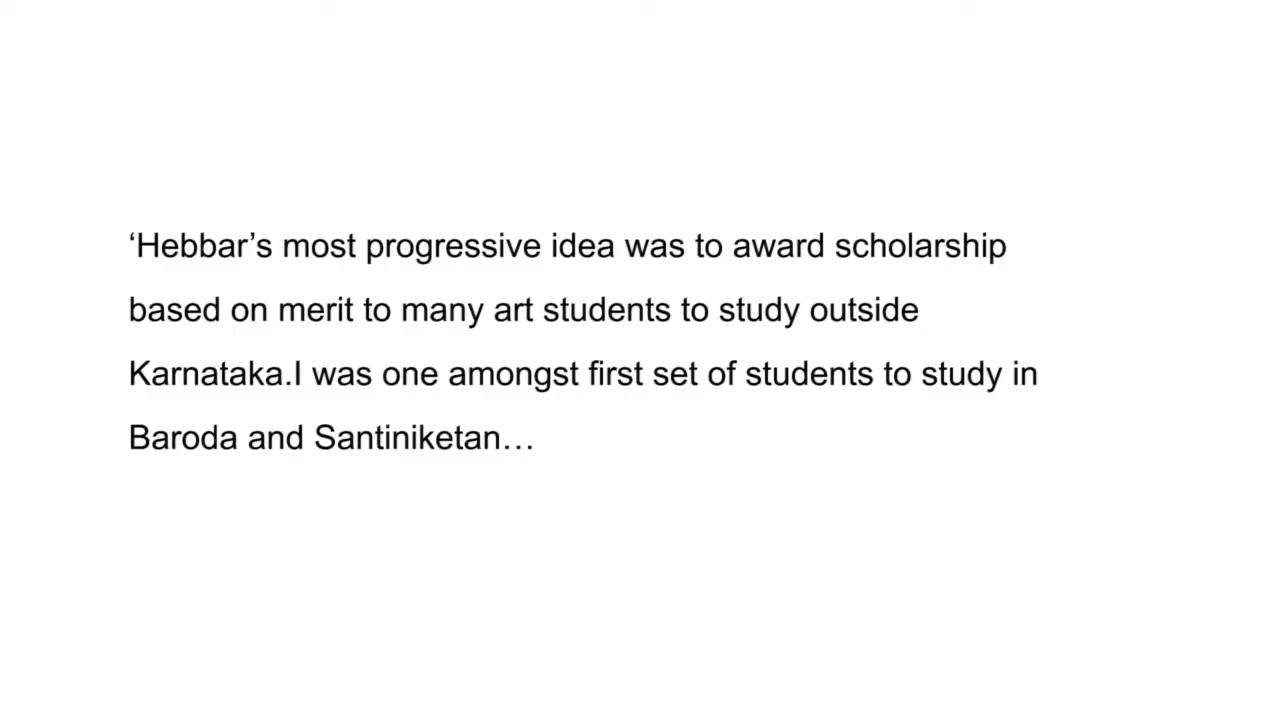 ‘Hebbar’s most progressive idea was to award scholarship
based on merit to many art students to study outside
Karnataka.I was one amongst first set of students to study in
Baroda and Santiniketan…